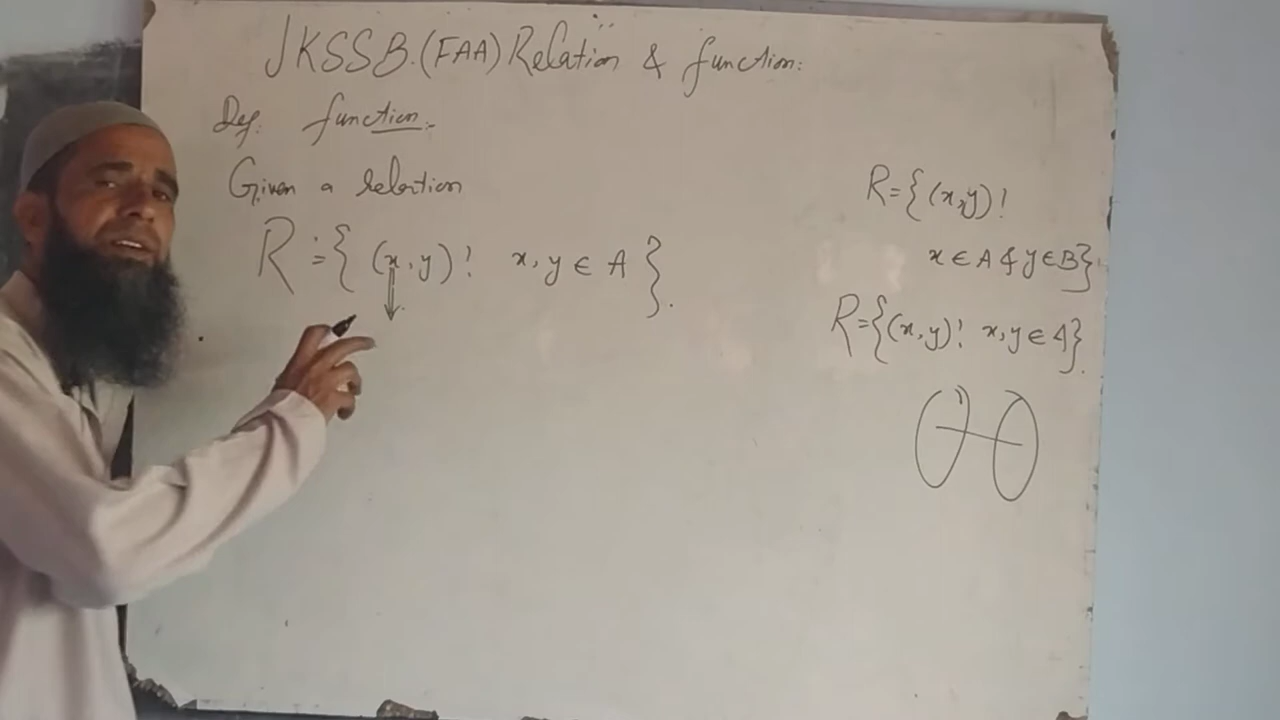 JKSSB.(FAA) Relation & function:
Def. function:-
Given a relation
R := { (x, y) ! x, y ∈ A }.
R = { (x, y) !
x ∈ A & y ∈ B }.
R = { (x, y) ! x, y ∈ A }.